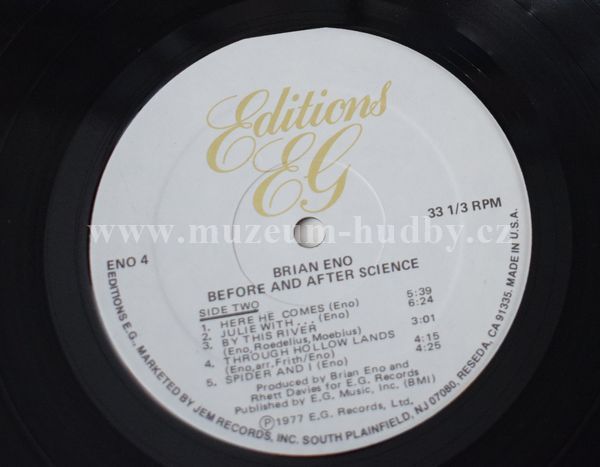 Editions
EG
33 1/3 RPM
www.muzeum-hudby.cz
ENO 4
BRIAN ENO
BEFORE AND AFTER SCIENCE
SIDE TWO
1. HERE HE COMES (Eno) 5:39
2. JULIE WITH... (Eno) 6:24
3. BY THIS RIVER
(Eno, Roedelius, Moebius) 3:01
4. THROUGH HOLLOW LANDS
(Eno, arr. Frith/Eno) 4:15
5. SPIDER AND I (Eno) 4:25
Produced by Brian Eno and
Rhett Davies for E.G. Records
Published by E.G. Music, Inc. (BMI)
Ⓟ1977 E.G. Records, Ltd.
EDITIONS E.G., MARKETED BY JEM RECORDS, INC. SOUTH PLAINFIELD, NJ 07080, RESEDA, CA 91335. MADE IN U.S.A.